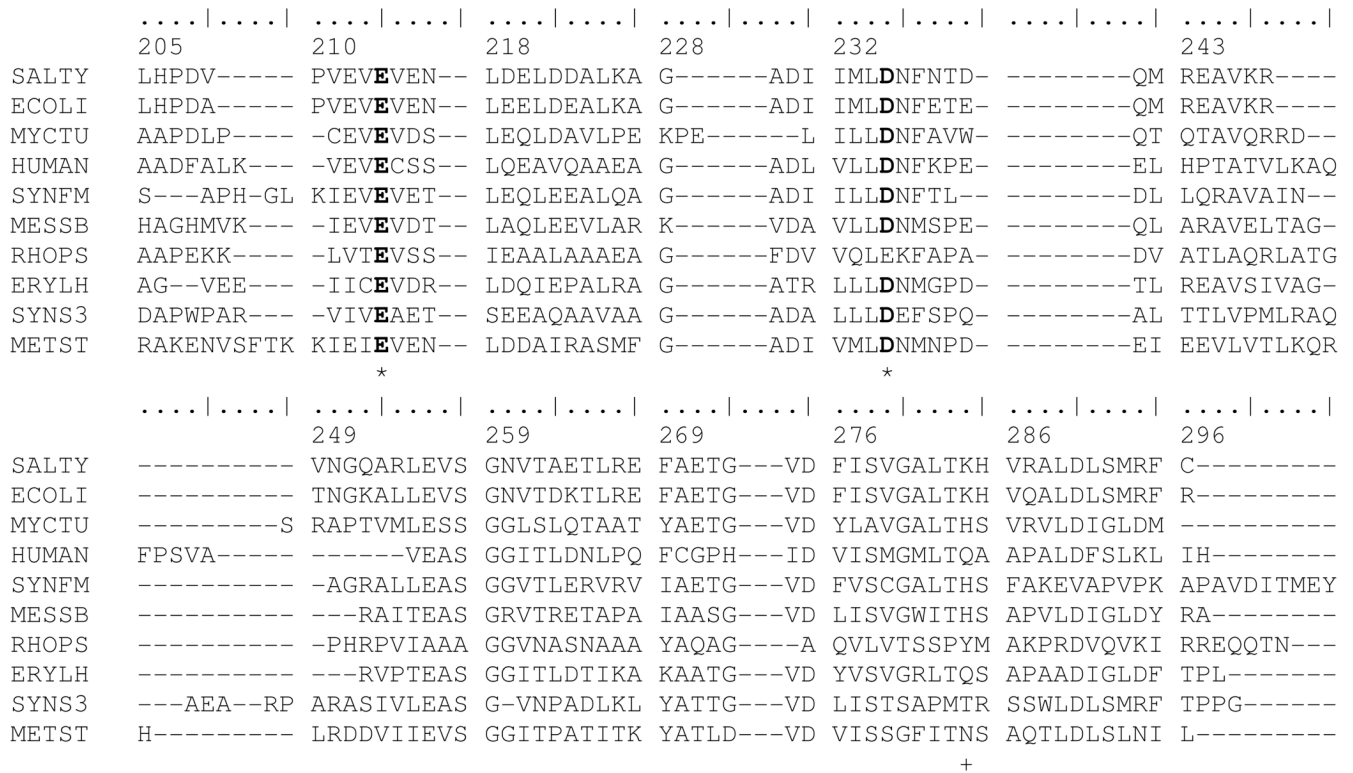 ....|....| ....|....| ....|....| ....|....| ....|....| ....|....| ....|....|
205 210 218 228 232 243
SALTY LHPDV----- PVEVEVEN-- LDELDDALKA G------ADI IMLDNFNTD- --------QM REAVKR----
ECOLI LHPDA----- PVEVEVEN-- LEELDEALKA G------ADI IMLDNFETE- --------QM REAVKR----
MYCTU AAPDLP---- -CEVEVDS-- LEQLDAVLPE KPE------L ILLDNFAVW- --------QT QTAVQRRD--
HUMAN AADFALK--- -VEVECSS-- LQEAVQAAEA G------ADL VLLDNFKPE- --------EL HPTATVLKAQ
SYNFM S---APH-GL KIEVEVET-- LEQLEEALQA G------ADI ILLDNFTL-- --------DL LQRAVAIN--
MESSB HAGHMVK--- -IEVEVDT-- LAQLEEVLAR K------VDA VLLDNMSPE- --------QL ARAVELTAG-
RHOPS AAPEKK---- -LVTEVSS-- IEAALAAAEA G------FDV VQLEKFAPA- --------DV ATLAQRLATG
ERYLH AG--VEE--- -IICEVDR-- LDQIEPALRA G------ATR LLLDNMGPD- --------TL REAVSIVAG-
SYNS3 DAPWPAR--- -VIVEAET-- SEEAQAAVAA G------ADA LLLDEFSPQ- --------AL TTLVPMLRAQ
METST RAKENVSFTK KIEIEVEN-- LDDAIRASMF G------ADI VMLDNMNPD- --------EI EEVLVTLKQR
* *
....|....| ....|....| ....|....| ....|....| ....|....| ....|....| ....|....|
249 259 269 276 286 296
SALTY ---------- VNGQARLEVS GNVTAETLRE FAETG---VD FISVGALTKH VRALDLSMRF C---------
ECOLI ---------- TNGKALLEVS GNVTDKTLRE FAETG---VD FISVGALTKH VQALDLSMRF R---------
MYCTU ---------S RAPTVMLESS GGLSLQTAAT YAETG---VD YLAVGALTHS VRVLDIGLDM ----------
HUMAN FPSVA----- ------VEAS GGITLDNLPQ FCGPH---ID VISMGMLTQA APALDFSLKL IH--------
SYNFM ---------- -AGRALLEAS GGVTLERVRV IAETG---VD FVSCGALTHS FAKEVAPVPK APAVDITMEY
MESSB ---------- ---RAITEAS GRVTRETAPA IAASG---VD LISVGWITHS APVLDIGLDY RA--------
RHOPS ---------- -PHRPVIAAA GGVNASNAAA YAQAG---A QVLVTSSPYM AKPRDVQVKI RREQQTN---
ERYLH ---------- ---RVPTEAS GGITLDTIKA KAATG---VD YVSVGRLTQS APAADIGLDF TPL-------
SYNS3 ---AEA--RP ARASIVLEAS G-VNPADLKL YATTG---VD LISTSAPMTR SSWLDLSMRF TPPG------
METST H--------- LRDDVIIEVS GGITPATITK YATLD---VD VISSGFITNS AQTLDLSLNI L---------
+